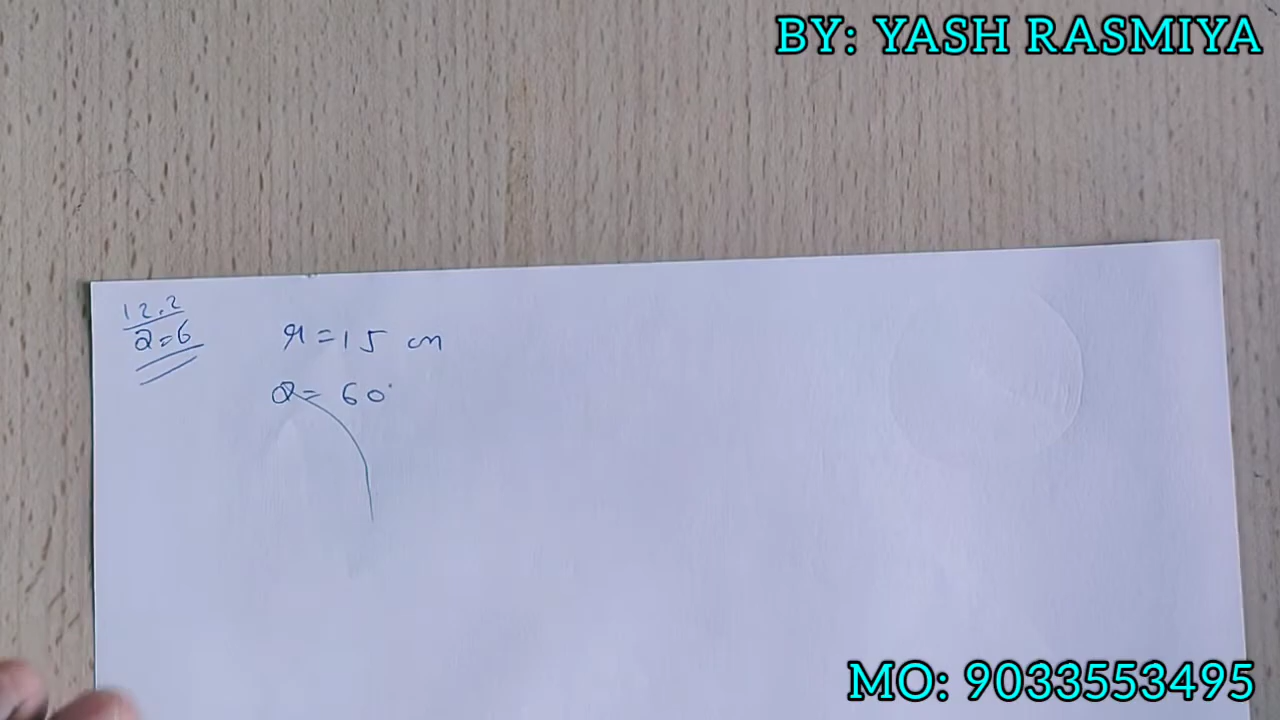 BY: YASH RASMIYA
12.2
Q=6
r=15 cm
θ= 60°
MO: 9033553495